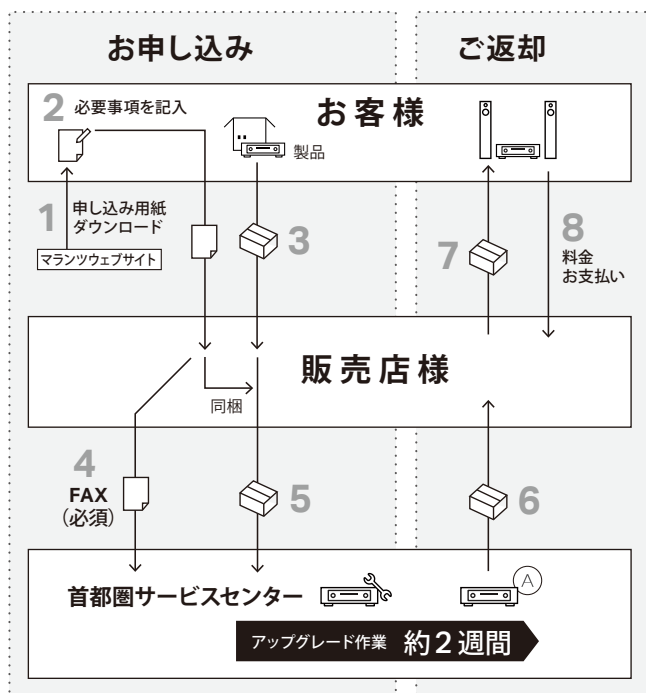 お申し込み
ご返却
お客様
2 必要事項を記入
製品
1 申し込み用紙
ダウンロード
マランツウェブサイト
3
7
8
料金
お支払い
販売店様
同梱
4
FAX
（必須）
5
6
首都圏サービスセンター
A
アップグレード作業 約2週間